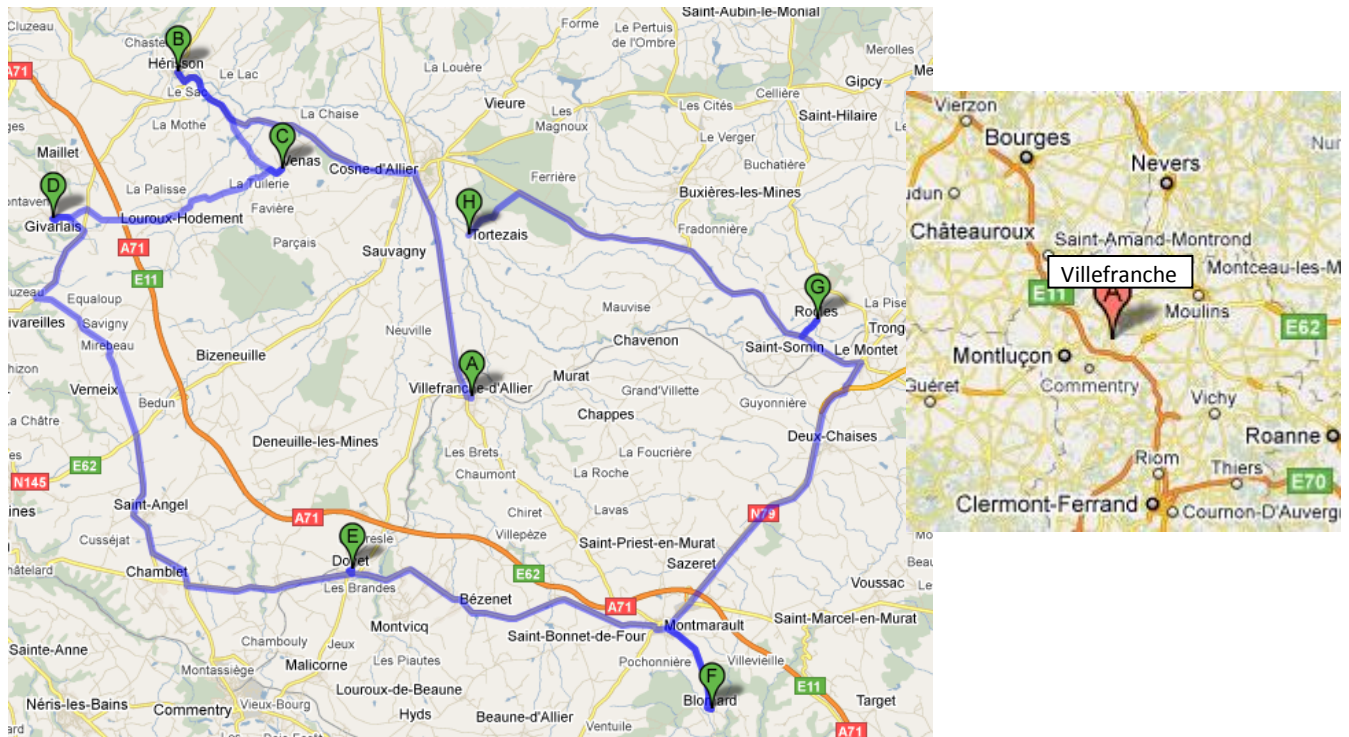 Saint-Aubin-le-Monial
Cluzeau
Forme
Le Pertuis
de l'Ombre
B
Merolles
Hérisson
A71
Le Lac
La Louère
Gipcy
Le Sac
Cellière
Vieure
Les Cités
La Chaise
Les
Magnoux
Saint-Hilaire
La Mothe
C
Le Verger
Maillet
Venas
Cosne-d'Allier
Buchatière
Ferrière
D
La Palisse
La Tuilerie
Buxières-les-Mines
H
Favière
Louroux-Hodement
Givarlais
Fradonnière
Tortezais
A71
Parçais
Sauvagny
E11
G
Equaloup
Mauvise
Rocles
La Pise
Savigny
Neuville
Saint-Sornin
Chavenon
Le Montet
Mirebeau
Bizeneuille
A
Murat
Verneix
Villefranche-d'Allier
Grand'Villette
Bedun
Guyonnière
La Châtre
Chappes
Deneuille-les-Mines
Deux-Chaises
Les Brets
La Foucrière
E62
Chaumont
La Roche
N145
Saint-Angel
A71
Chiret
Lavas
N79
Cusséjat
E
Villepèze
Saint-Priest-en-Murat
Doyet
Sazeret
Chamblet
E62
Les Brandes
Voussac
Bézenet
A71
Montvicq
Montmarault
Saint-Marcel-en-Murat
Saint-Bonnet-de-Four
Chambouly
Jeux
Sainte-Anne
Malicorne
Les Piautes
Pochonnière
Villevieille
Montassiège
F
E11
Louroux-de-Beaune
Blomard
Néris-les-Bains
Vieux-Bourg
Target
Commentry
Hyds
Beaune-d'Allier
Ventuile
A71
Vierzon
Bourges
Nevers
Châteauroux
Saint-Amand-Montrond
Villefranche
Montceau-les-M
E11
A
Moulins
E62
Montluçon
Guéret
Commentry
Vichy
Roanne
Riom
Thiers
E70
Clermont-Ferrand
Cournon-D'Auverg